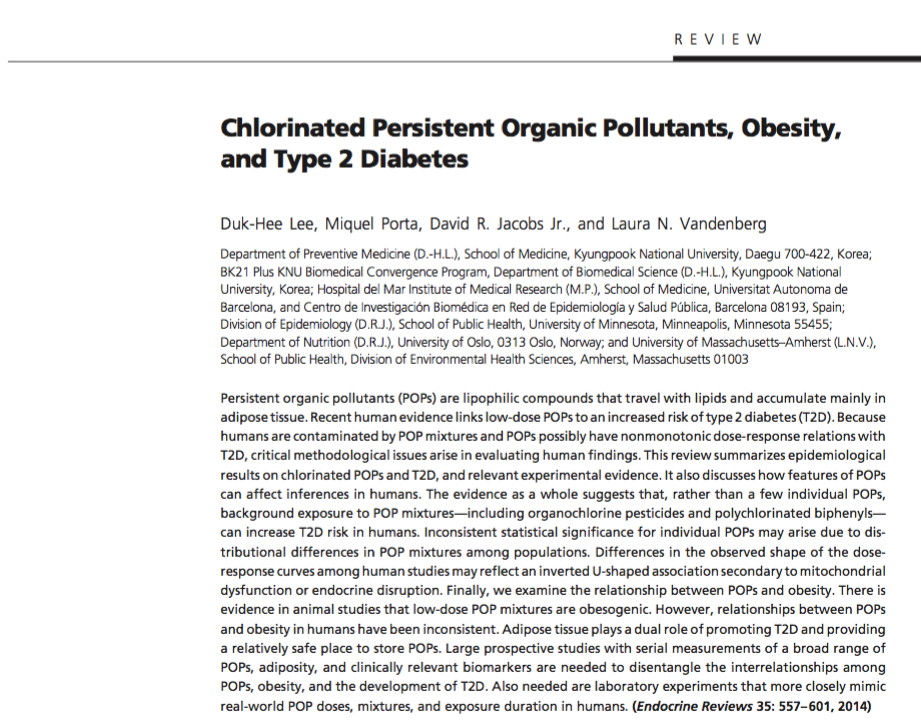 REVIEW
Chlorinated Persistent Organic Pollutants, Obesity,
and Type 2 Diabetes
Duk-Hee Lee, Miquel Porta, David R. Jacobs Jr., and Laura N. Vandenberg
Department of Preventive Medicine (D.-H.L.), School of Medicine, Kyungpook National University, Daegu 700-422, Korea;
BK21 Plus KNU Biomedical Convergence Program, Department of Biomedical Science (D.-H.L.), Kyungpook National
University, Korea; Hospital del Mar Institute of Medical Research (M.P.), School of Medicine, Universitat Autonoma de
Barcelona, and Centro de Investigación Biomédica en Red de Epidemiología y Salud Pública, Barcelona 08193, Spain;
Division of Epidemiology (D.R.J.), School of Public Health, University of Minnesota, Minneapolis, Minnesota 55455;
Department of Nutrition (D.R.J.), University of Oslo, 0313 Oslo, Norway; and University of Massachusetts–Amherst (L.N.V.),
School of Public Health, Division of Environmental Health Sciences, Amherst, Massachusetts 01003
Persistent organic pollutants (POPs) are lipophilic compounds that travel with lipids and accumulate mainly in
adipose tissue. Recent human evidence links low-dose POPs to an increased risk of type 2 diabetes (T2D). Because
humans are contaminated by POP mixtures and POPs possibly have nonmonotonic dose-response relations with
T2D, critical methodological issues arise in evaluating human findings. This review summarizes epidemiological
results on chlorinated POPs and T2D, and relevant experimental evidence. It also discusses how features of POPs
can affect inferences in humans. The evidence as a whole suggests that, rather than a few individual POPs,
background exposure to POP mixtures—including organochlorine pesticides and polychlorinated biphenyls—
can increase T2D risk in humans. Inconsistent statistical significance for individual POPs may arise due to dis-
tributional differences in POP mixtures among populations. Differences in the observed shape of the dose-
response curves among human studies may reflect an inverted U-shaped association secondary to mitochondrial
dysfunction or endocrine disruption. Finally, we examine the relationship between POPs and obesity. There is
evidence in animal studies that low-dose POP mixtures are obesogenic. However, relationships between POPs
and obesity in humans have been inconsistent. Adipose tissue plays a dual role of promoting T2D and providing
a relatively safe place to store POPs. Large prospective studies with serial measurements of a broad range of
POPs, adiposity, and clinically relevant biomarkers are needed to disentangle the interrelationships among
POPs, obesity, and the development of T2D. Also needed are laboratory experiments that more closely mimic
real-world POP doses, mixtures, and exposure duration in humans. (Endocrine Reviews 35: 557–601, 2014)